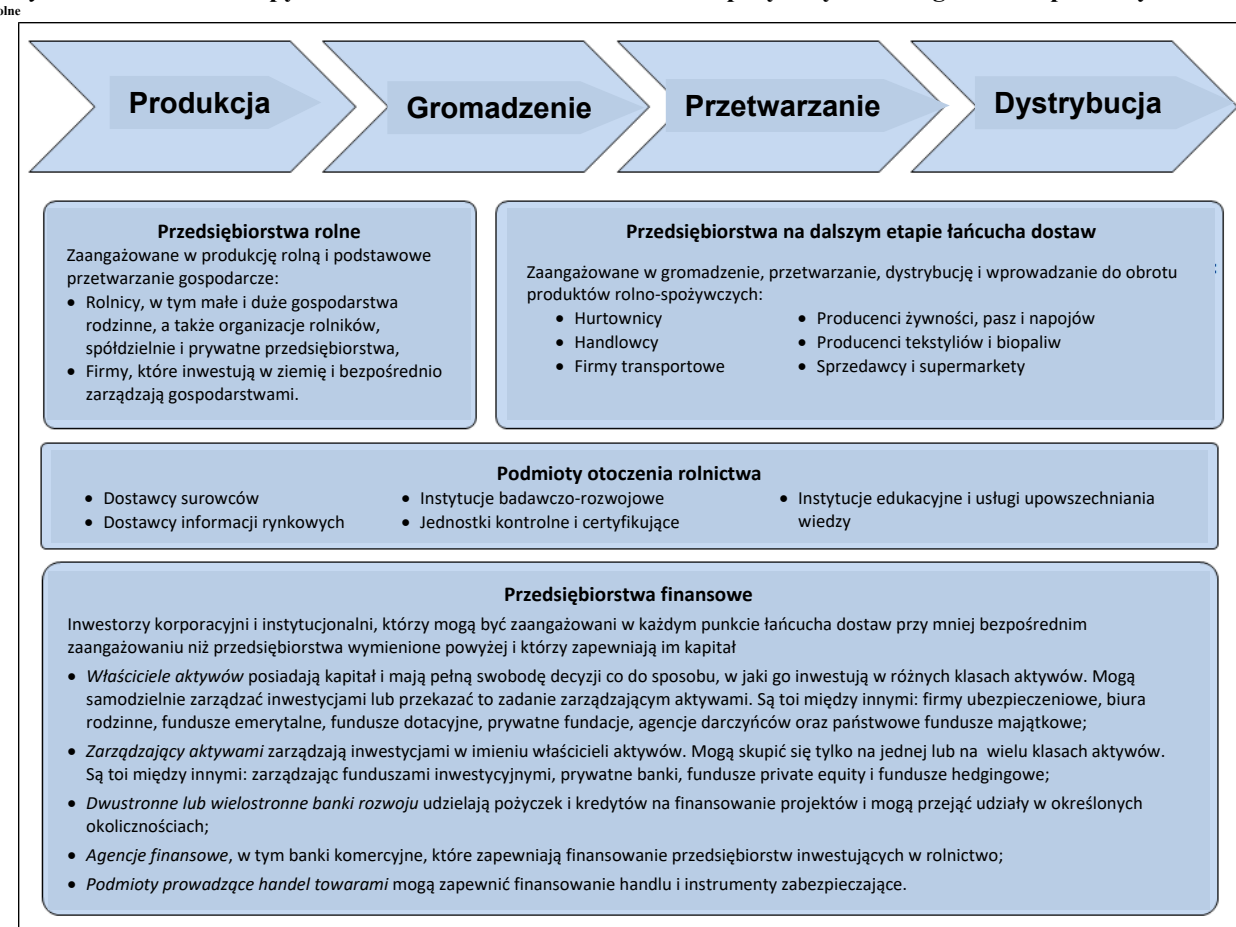 olne
Produkcja
Gromadzenie
Przetwarzanie
Dystrybucja
Przedsiębiorstwa rolne
Zaangażowane w produkcję rolną i podstawowe
przetwarzanie gospodarcze:
• Rolnicy, w tym małe i duże gospodarstwa
rodzinne, a także organizacje rolników,
spółdzielnie i prywatne przedsiębiorstwa,
• Firmy, które inwestują w ziemię i bezpośrednio
zarządzają gospodarstwami.
Przedsiębiorstwa na dalszym etapie łańcucha dostaw
Zaangażowane w gromadzenie, przetwarzanie, dystrybucję i wprowadzanie do obrotu
produktów rolno-spożywczych:
• Hurtownicy
• Handlowcy
• Firmy transportowe
• Producenci żywności, pasz i napojów
• Producenci tekstyliów i biopaliw
• Sprzedawcy i supermarkety
Podmioty otoczenia rolnictwa
• Dostawcy surowców
• Dostawcy informacji rynkowych
• Instytucje badawczo-rozwojowe
• Jednostki kontrolne i certyfikujące
• Instytucje edukacyjne i usługi upowszechniania
wiedzy
Przedsiębiorstwa finansowe
Inwestorzy korporacyjni i instytucjonalni, którzy mogą być zaangażowani w każdym punkcie łańcucha dostaw przy mniej bezpośrednim
zaangażowaniu niż przedsiębiorstwa wymienione powyżej i którzy zapewniają im kapitał
• Właściciele aktywów posiadają kapitał i mają pełną swobodę decyzji co do sposobu, w jaki go inwestują w różnych klasach aktywów. Mogą
samodzielnie zarządzać inwestycjami lub przekazać to zadanie zarządzającym aktywami. Są toi między innymi: firmy ubezpieczeniowe, biura
rodzinne, fundusze emerytalne, fundusze dotacyjne, prywatne fundacje, agencje darczyńców oraz państwowe fundusze majątkowe;
• Zarządzający aktywami zarządzają inwestycjami w imieniu właścicieli aktywów. Mogą skupić się tylko na jednej lub na wielu klasach aktywów.
Są toi między innymi: zarządzając funduszami inwestycyjnymi, prywatne banki, fundusze private equity i fundusze hedgingowe;
• Dwustronne lub wielostronne banki rozwoju udzielają pożyczek i kredytów na finansowanie projektów i mogą przejąć udziały w określonych
okolicznościach;
• Agencje finansowe, w tym banki komercyjne, które zapewniają finansowanie przedsiębiorstw inwestujących w rolnictwo;
• Podmioty prowadzące handel towarami mogą zapewnić finansowanie handlu i instrumenty zabezpieczające.